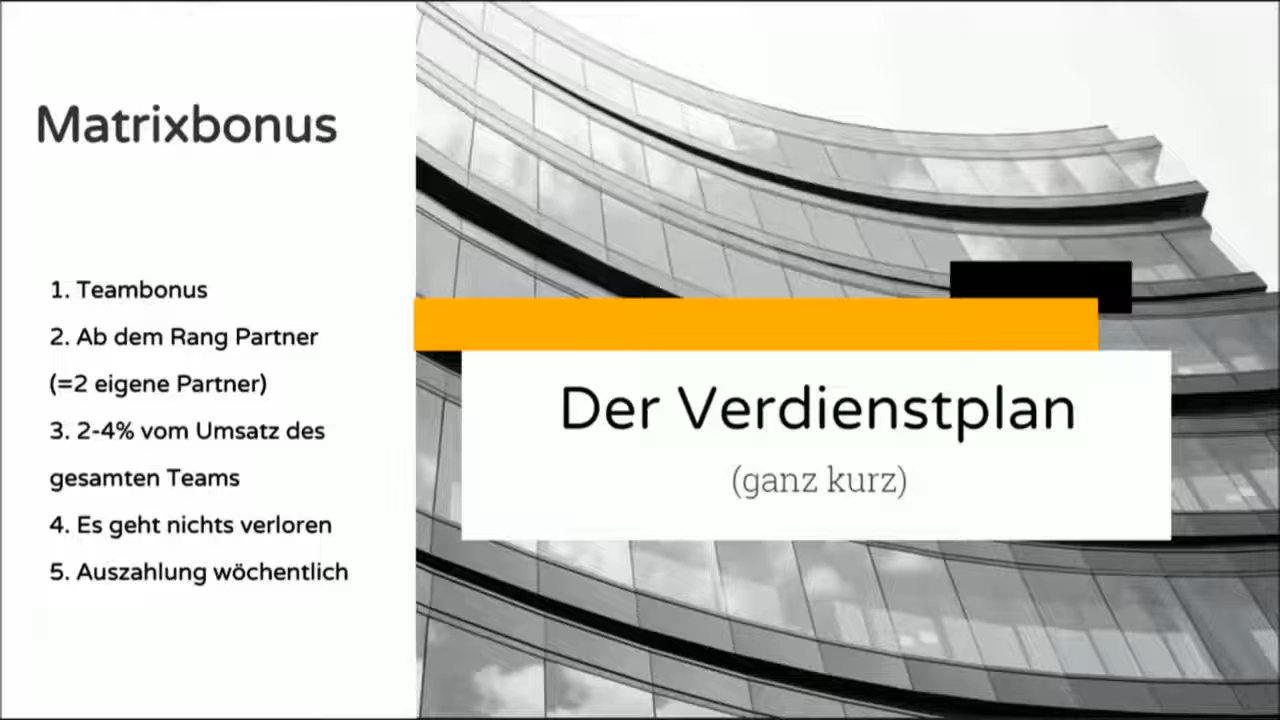 Matrixbonus
1. Teambonus
2. Ab dem Rang Partner
(=2 eigene Partner)
3. 2-4% vom Umsatz des
gesamten Teams
4. Es geht nichts verloren
5. Auszahlung wöchentlich
Der Verdienstplan
(ganz kurz)